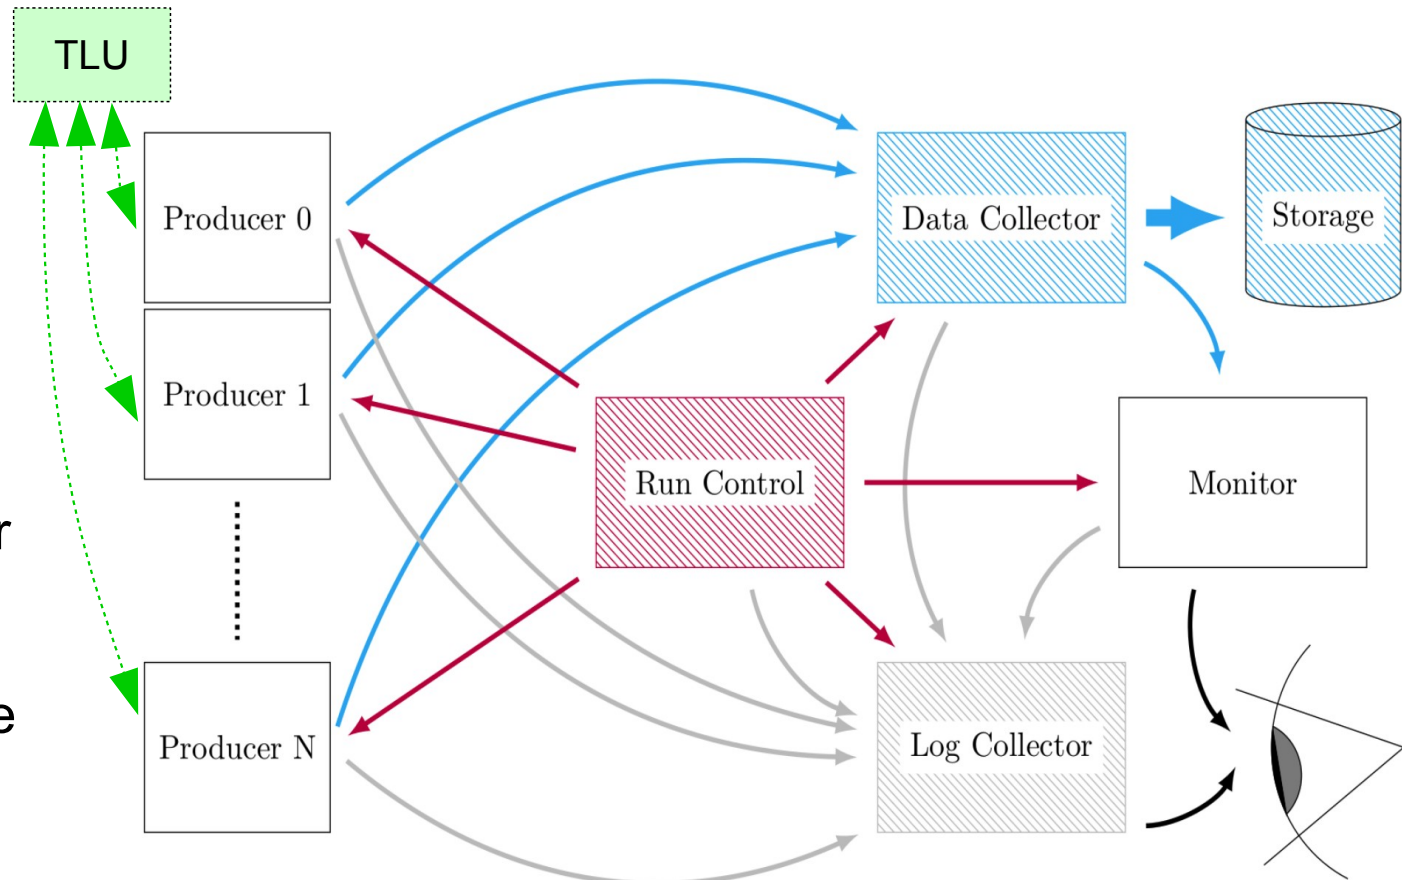 TLU
Producer 0
Data Collector
Storage
Producer 1
Run Control
Monitor
r
e
Producer N
Log Collector